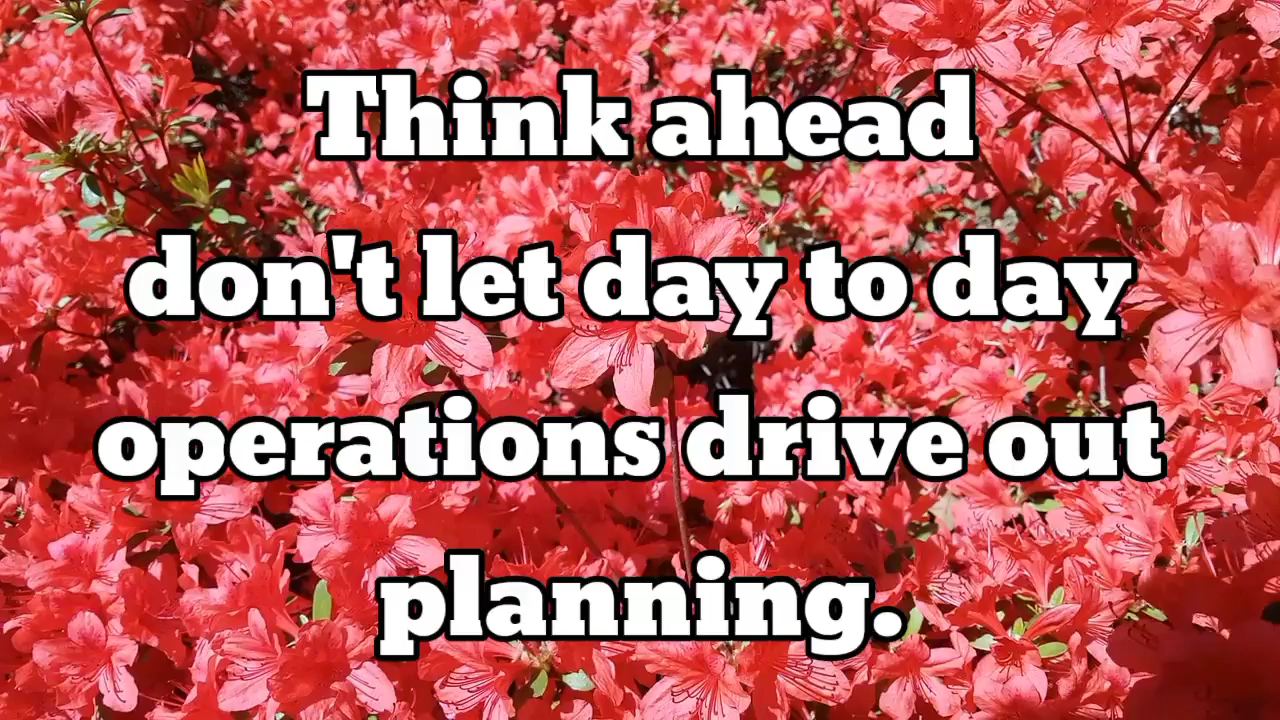 Think ahead
don't let day to day
operations drive out
planning.